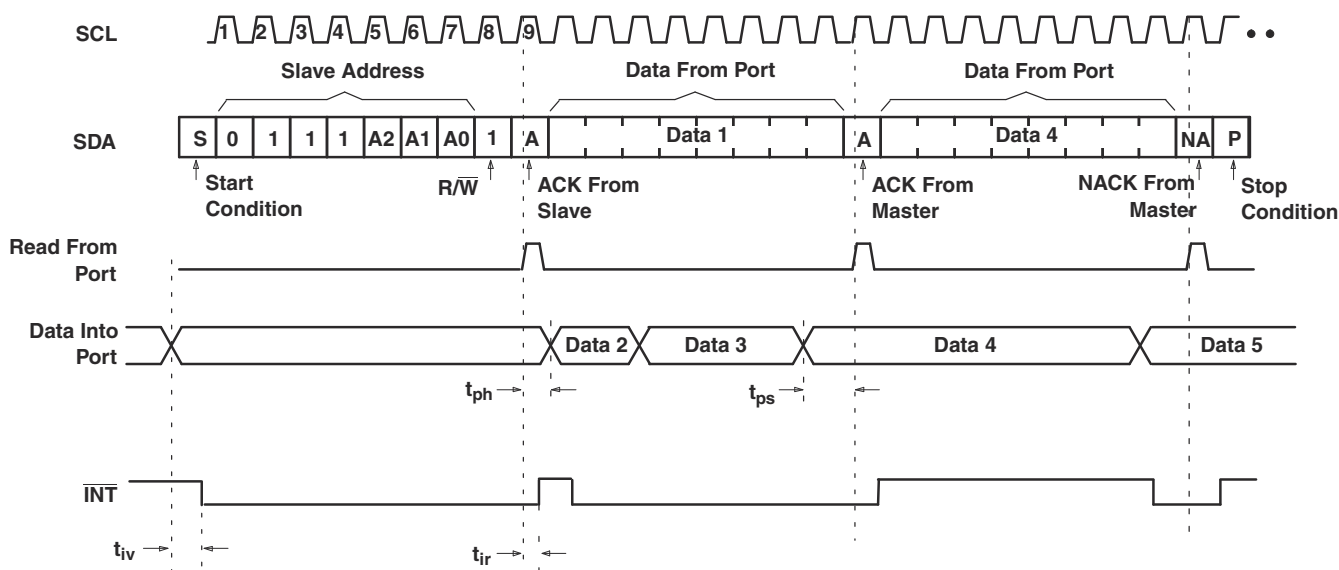 SCL
1 2 3 4 5 6 7 8 9
Slave Address
Data From Port
Data From Port
SDA
S 0 1 1 1 A2 A1 A0 1 A Data 1 A Data 4 NA P
Start Condition
R/W̅
ACK From Slave
ACK From Master
NACK From Master
Stop Condition
Read From Port
Data Into Port
Data 2 Data 3 Data 4 Data 5
tph
tps
I̅N̅T̅
tiv
tir